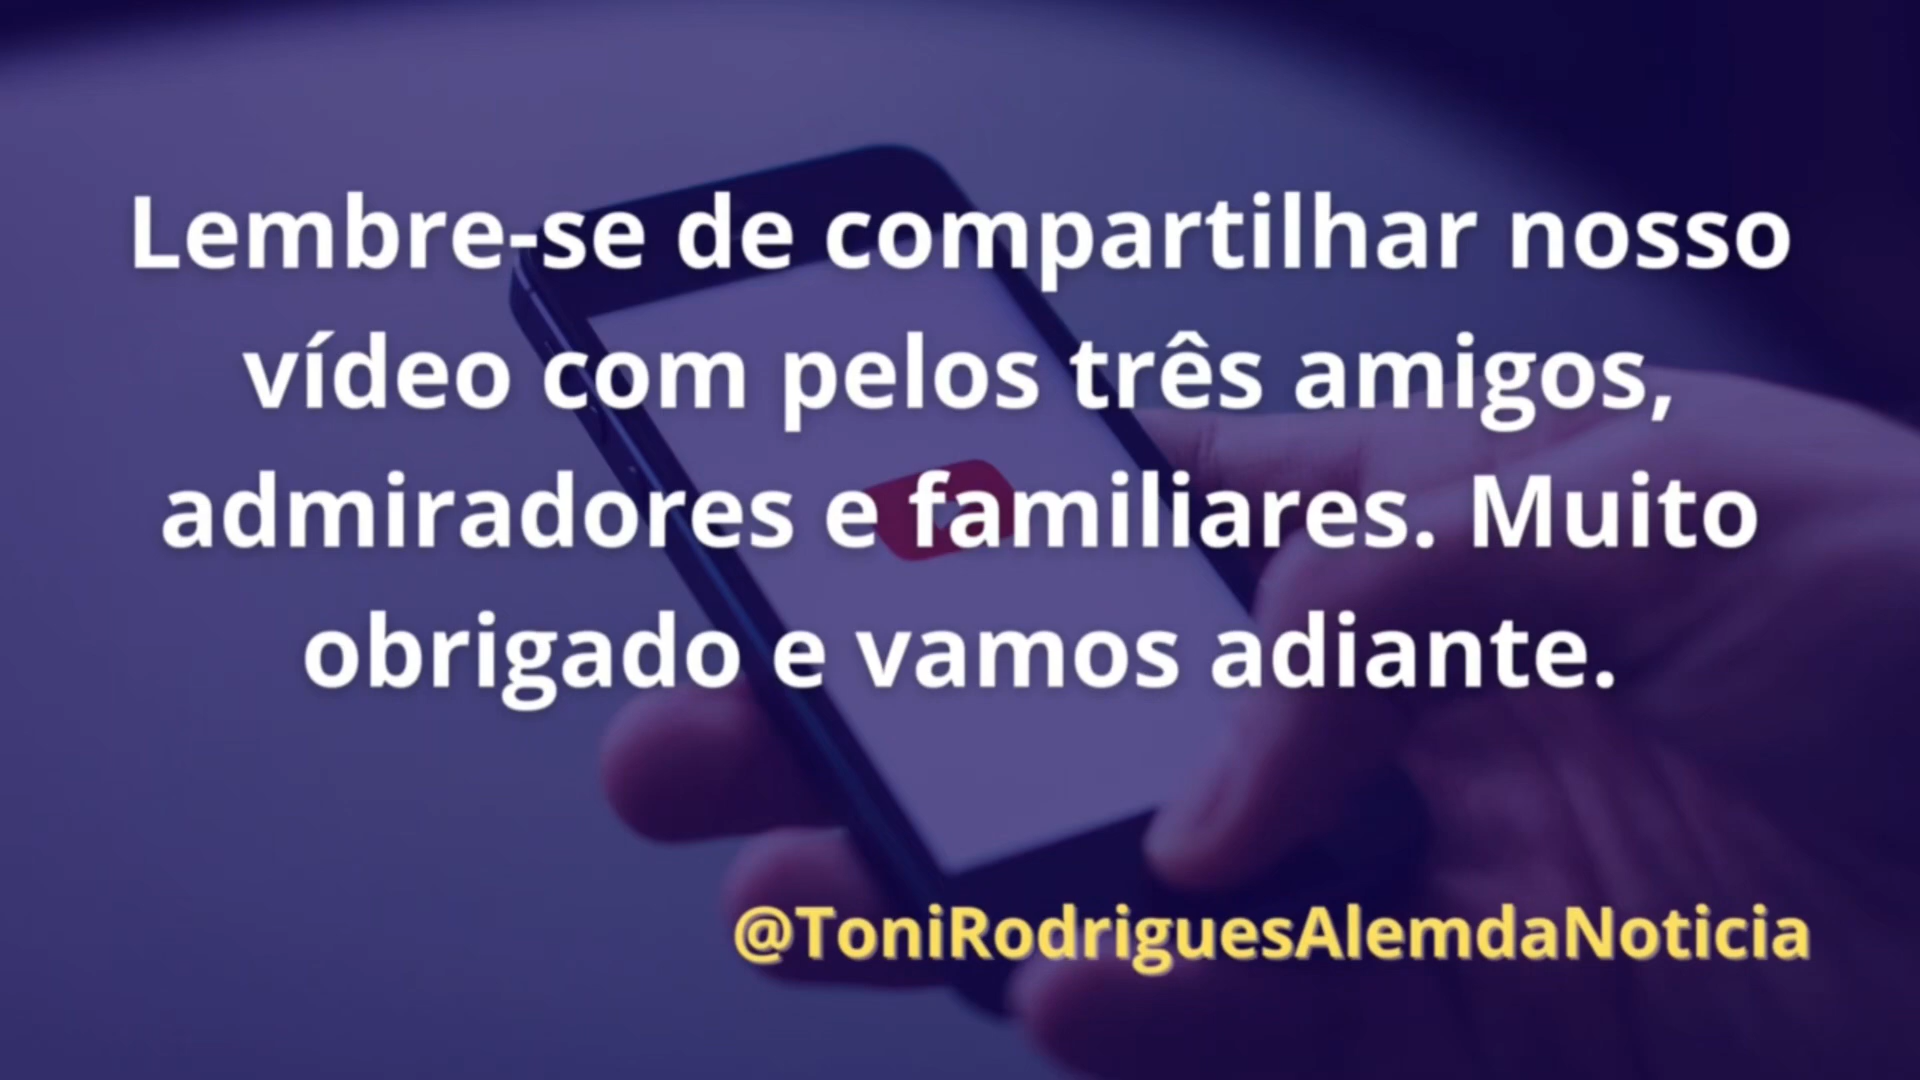 Lembre-se de compartilhar nosso
vídeo com pelos três amigos,
admiradores e familiares. Muito
obrigado e vamos adiante.
@ToniRodriguesAlemdaNoticia